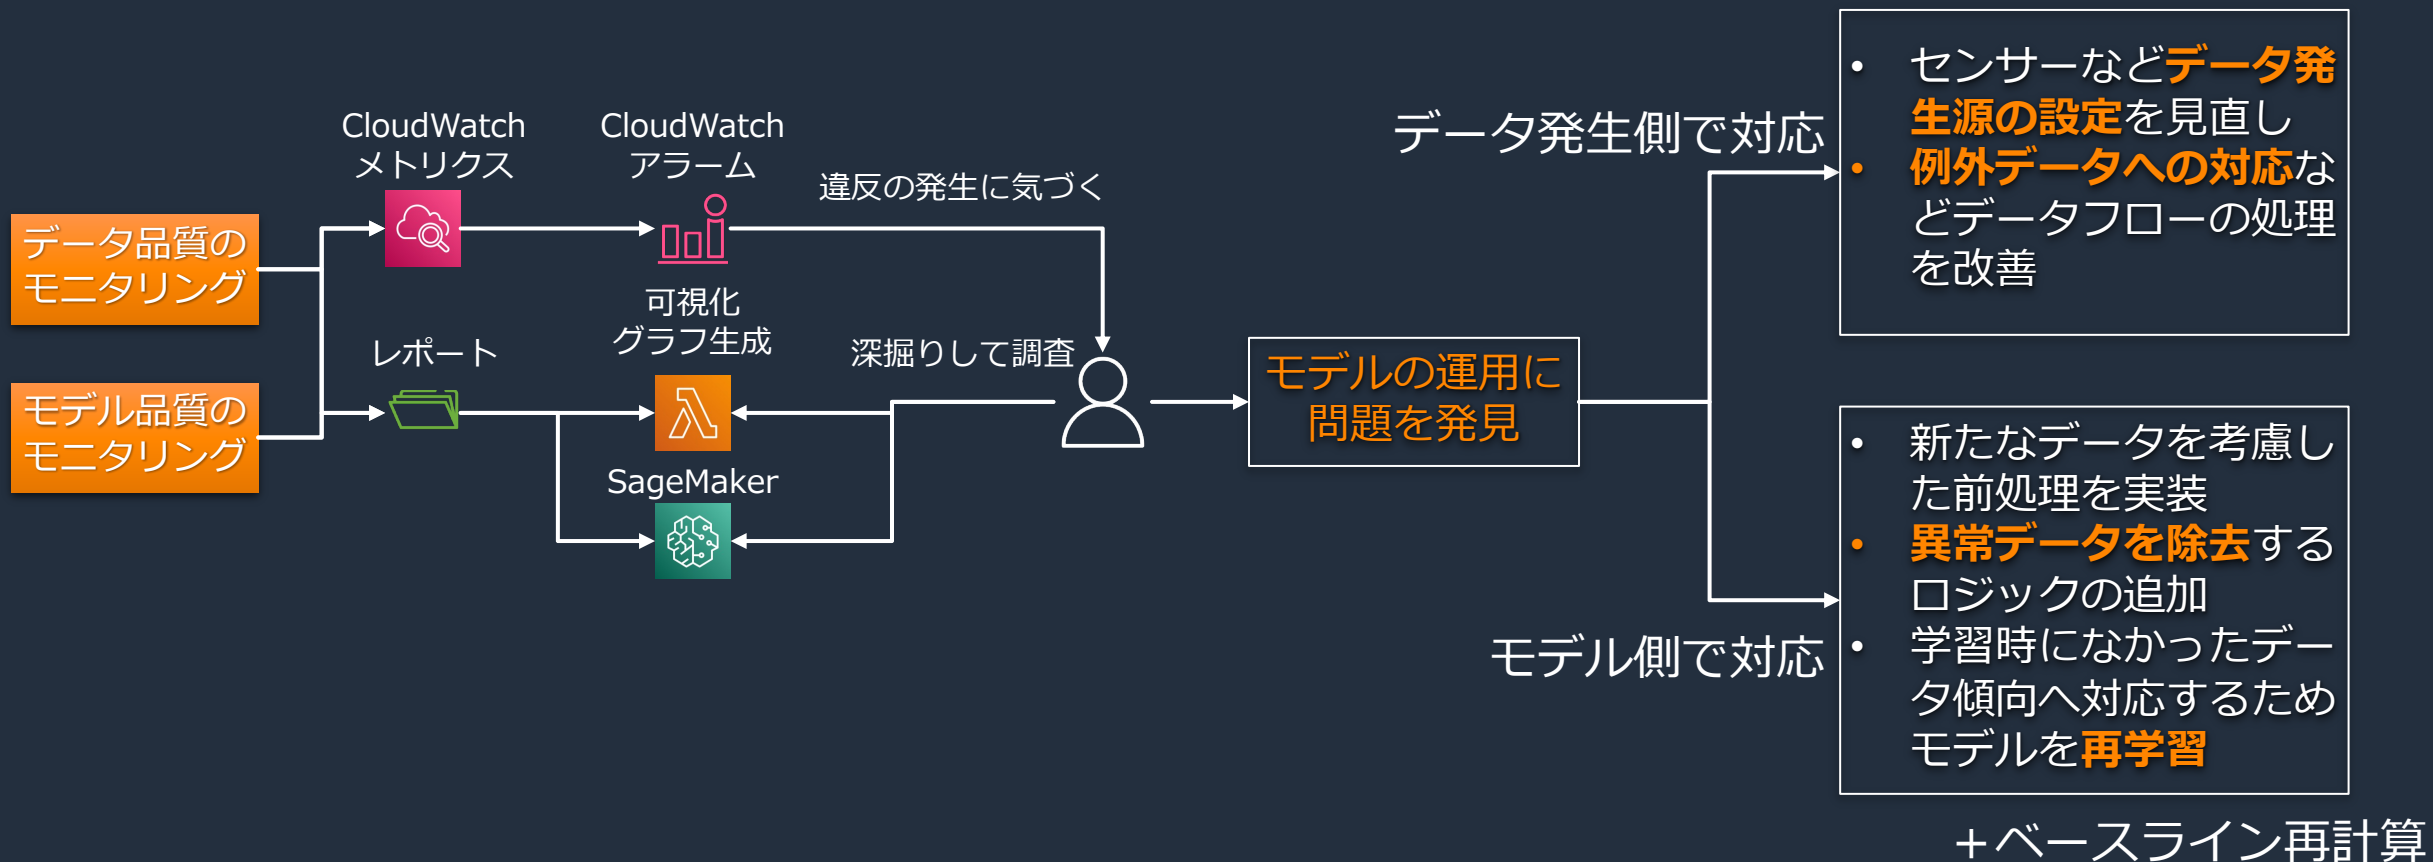 データ品質の
モニタリング
モデル品質の
モニタリング
CloudWatch
メトリクス
CloudWatch
アラーム
違反の発生に気づく
レポート
可視化
グラフ生成
SageMaker
深掘りして調査
モデルの運用に
問題を発見
データ発生側で対応
• センサーなどデータ発
生源の設定を見直し
• 例外データへの対応な
どデータフローの処理
を改善
モデル側で対応
• 新たなデータを考慮し
た前処理を実装
• 異常データを除去する
ロジックの追加
• 学習時になかったデー
タ傾向へ対応するため
モデルを再学習
＋ベースライン再計算